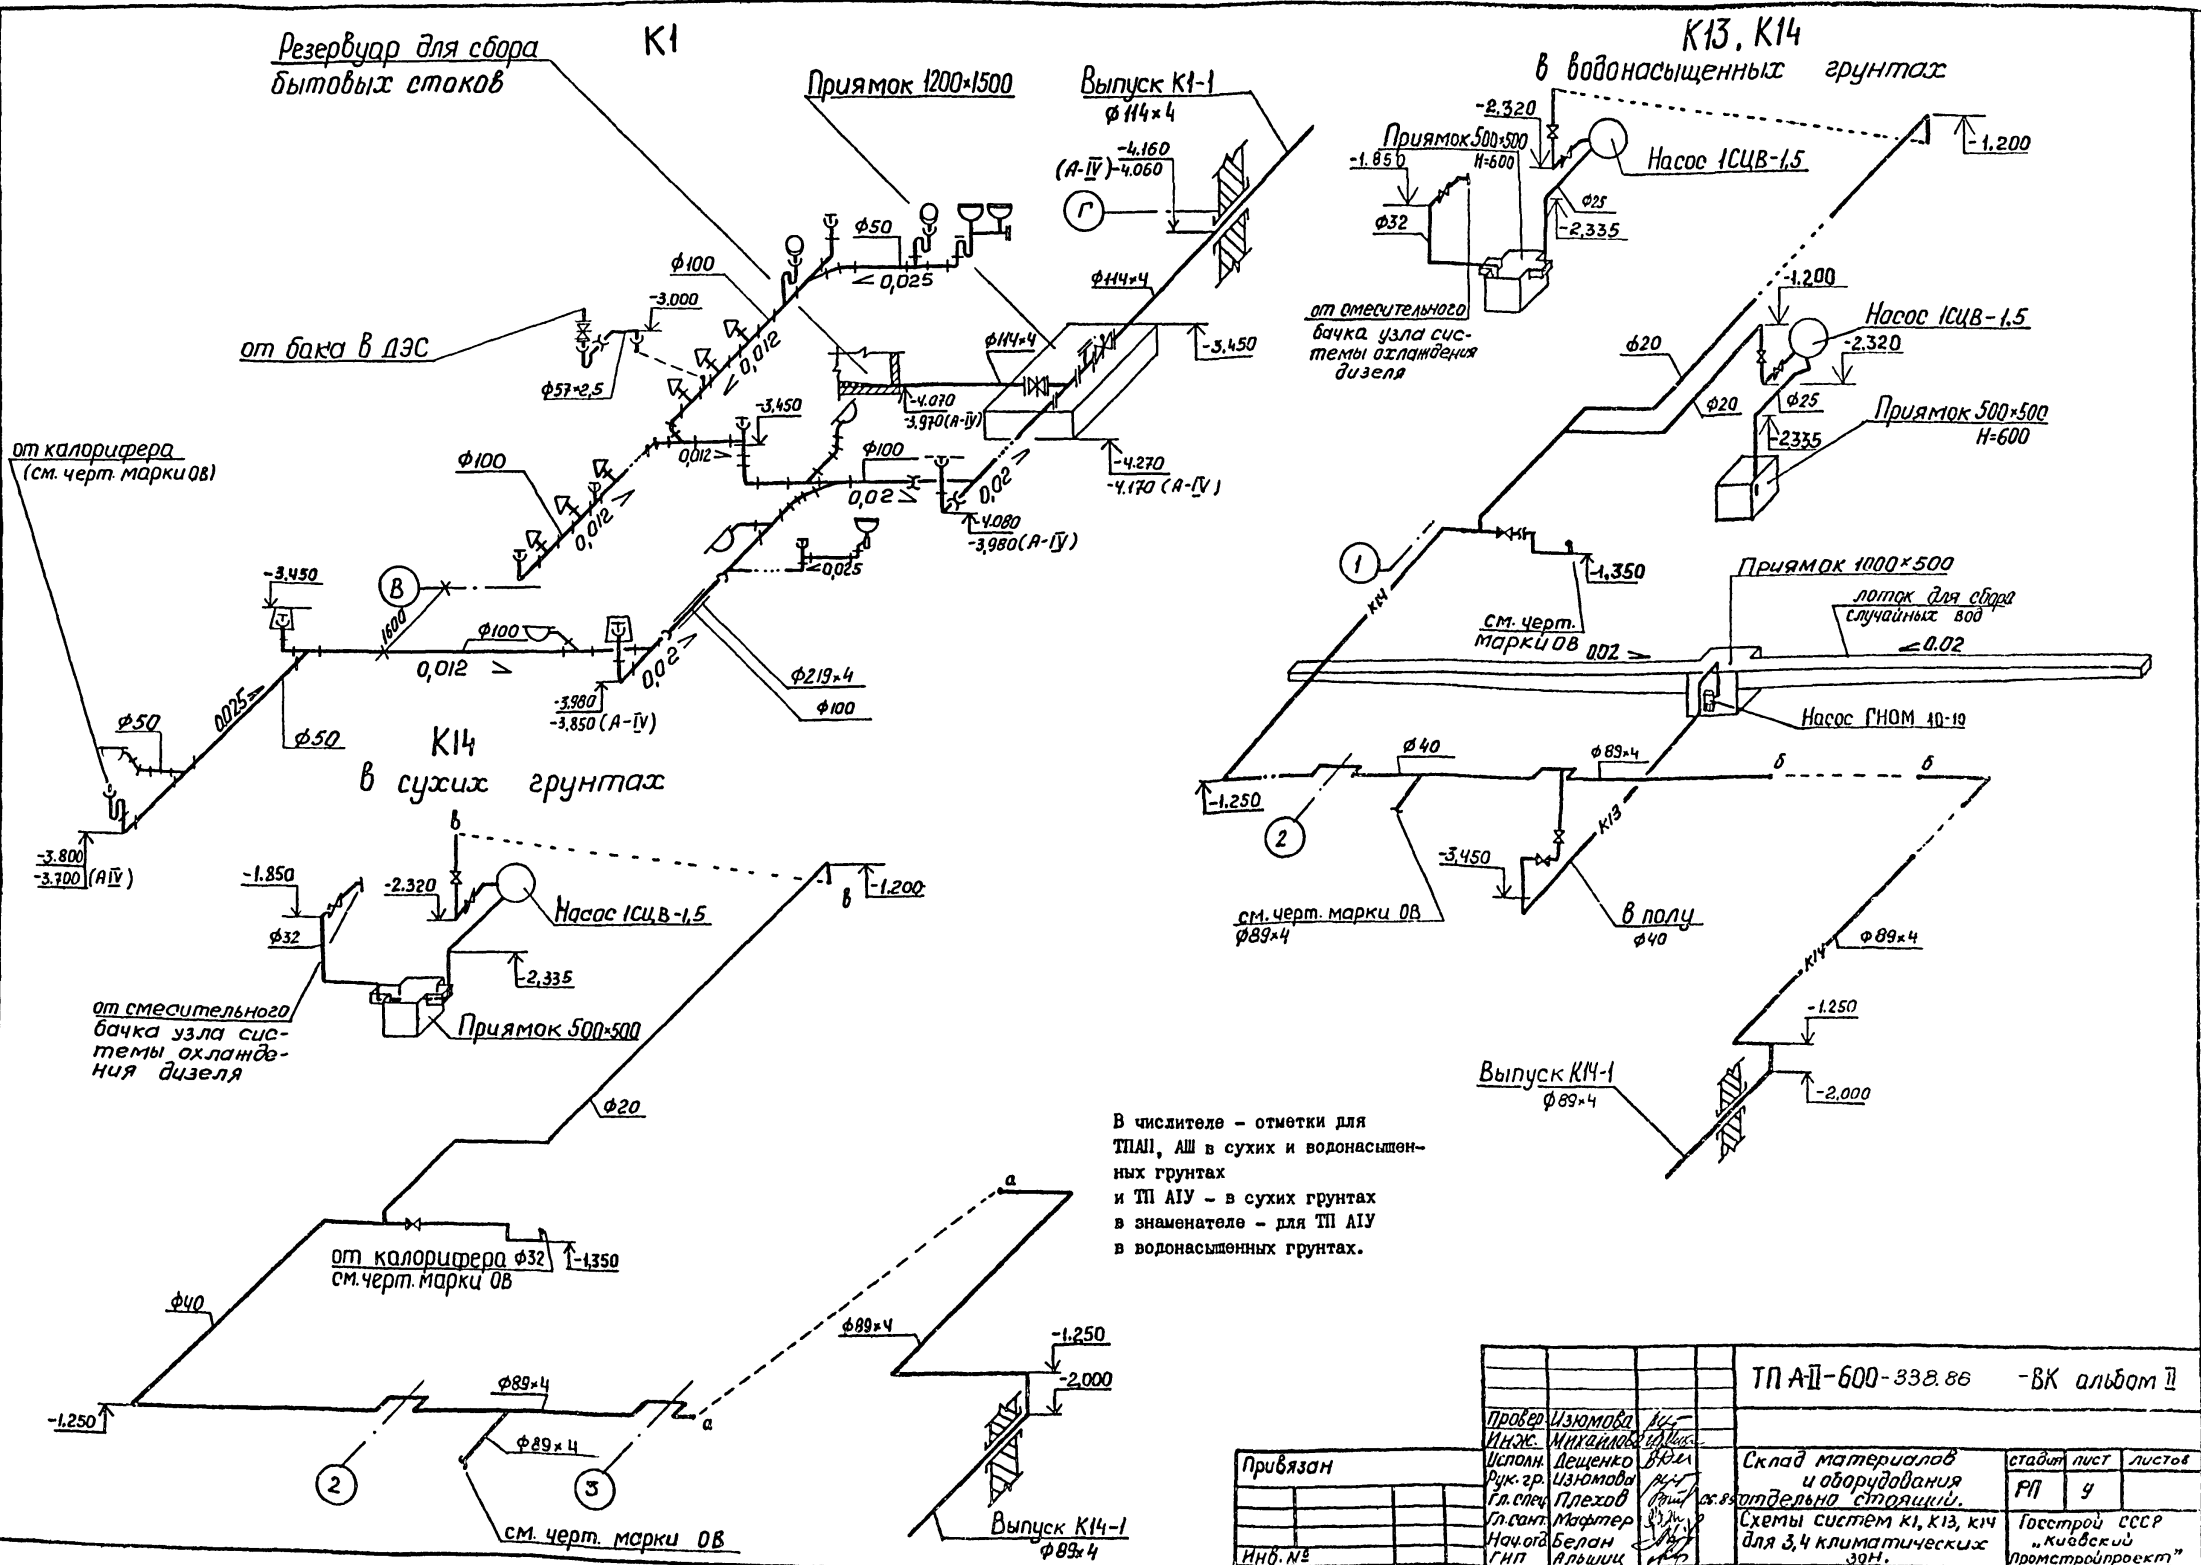 К1
Резервуар для сбора
бытовых стоков
Приямок 1200×1500
Выпуск К1-1
ф114×4
-4.160
(А-IV) -4.060
Г
ф50
0,025
ф100
-3.000
от бака в ДЭС
ф57×2,5
0,012
ф114×4
ф114×4
-3.450
-4.070
-3,970(А-IV)
-3,450
0,012
от калорифера
(см. черт. марки ОВ)
ф100
0,012
ф100
0,02
0,02
-4.270
-4.170 (А-IV)
-4.080
-3,980(А-IV)
0,025
-3.450
В
1600
ф100
0,012
0,02
ф219×4
ф100
-3.980
-3,850 (А-IV)
0.025
ф50
ф50
-3.800
-3.700 (АIV)
К14
в сухих грунтах
в
-1.850
-2.320
Насос 1СЦВ-1,5
ф32
-2,335
в
-1.200
от смесительного
бачка узла сис-
темы охлажде-
ния дизеля
Приямок 500×500
ф20
от калорифера ф32
см. черт. марки ОВ
-1,350
ф40
-1.250
ф89×4
ф89×4
2
3
а
а
см. черт. марки ОВ
ф89×4
-1.250
-2,000
Выпуск К14-1
ф89×4
К13, К14
в водонасыщенных грунтах
-2,320
Приямок 500×500
Н=600
-1.850
Насос 1СЦВ-1,5
-1.200
ф32
ф25
-2,335
от смесительного
бачка узла сис-
темы охлаждения
дизеля
-1.200
Насос 1СЦВ-1.5
ф20
-2.320
ф20
ф25
Приямок 500×500
Н=600
-2335
1
К14
-1,350
см. черт.
марки ОВ
Приямок 1000×500
лоток для сбора
случайных вод
0.02
0.02
Насос ГНОМ 10-10
ф40
ф89×4
б
б
-1.250
2
К13
-3,450
см. черт. марки ОВ
ф89×4
в полу
ф40
К14
ф89×4
-1.250
-2,000
Выпуск К14-1
ф89×4
В числителе – отметки для
ТПАП, АШ в сухих и водонасыщен-
ных грунтах
и ТП АІУ – в сухих грунтах
в знаменателе – для ТП АІУ
в водонасыщенных грунтах.
ТП А-II-600-338.86 -ВК альбом II
Провер Изюмова
Инж. Михайлов
Исполн. Дещенко
Рук. гр. Изюмова
Гл. спец Плехов
Гл. сант. Мафтер
Нач. отд Белан
ГИП Альшиц
Склад материалов
и оборудования
отдельно стоящий.
стадия лист листов
РП 4
Схемы систем К1, К13, К14
для 3,4 климатических
зон.
Госстрой СССР
„Киевский
Промстройпроект"
Привязан
Инв. №